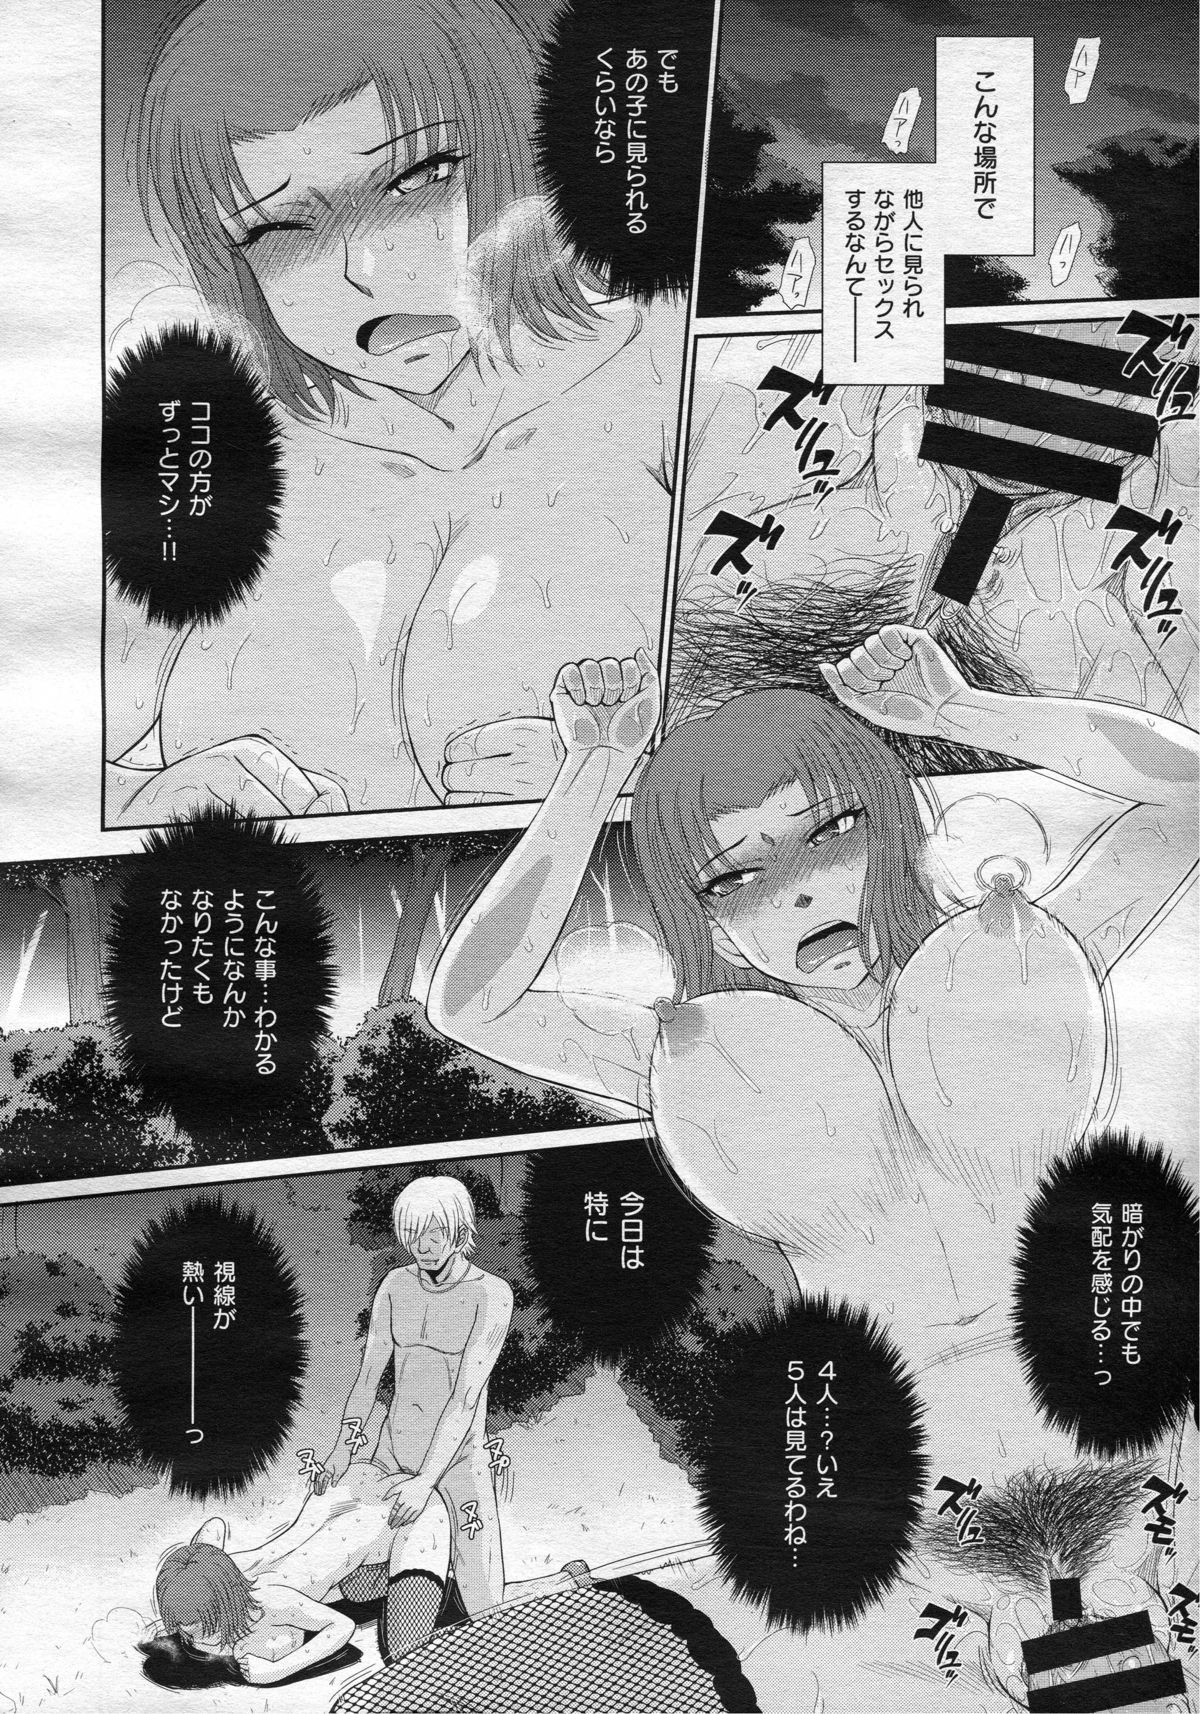 こんな場所で
他人に見られ
ながらセックス
するなんて――
ハァ
ハァっ
ハァ
ハァっ
でも
あの子に見られる
くらいなら
ココの方が
ずっとマシ…!!
ズリュ
ズリュ
ズッ
ズリュ
こんな事…わかる
ようになんか
なりたくも
なかったけど
暗がりの中でも
気配を感じる…っ
4人…?いえ
5人は見てるわね…
今日は
特に
視線が
熱い――――っ
ズモッ
ズリュ
ズズッ
ズリュッ
ヌプ
ヌプ
ヌプ